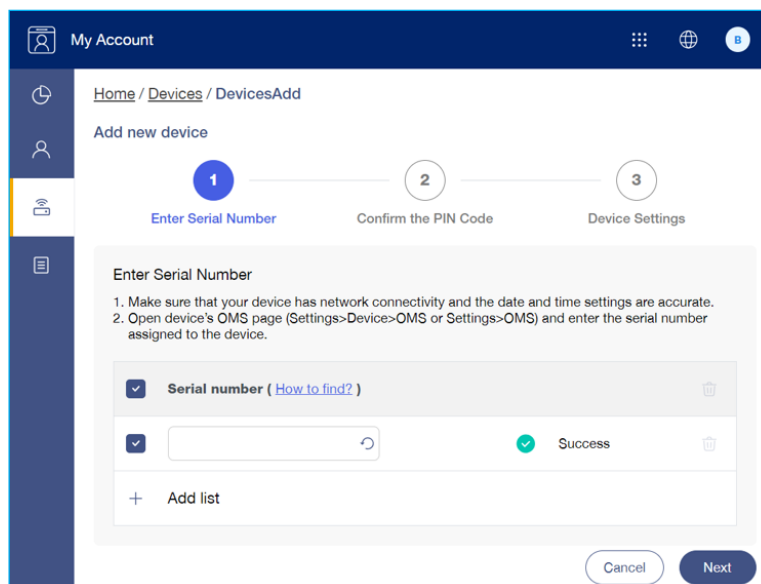 My Account
B
Home / Devices / DevicesAdd
Add new device
1
2
3
Enter Serial Number
Confirm the PIN Code
Device Settings
Enter Serial Number
1. Make sure that your device has network connectivity and the date and time settings are accurate.
2. Open device's OMS page (Settings>Device>OMS or Settings>OMS) and enter the serial number
assigned to the device.
Serial number ( How to find? )
Success
+ Add list
Cancel
Next